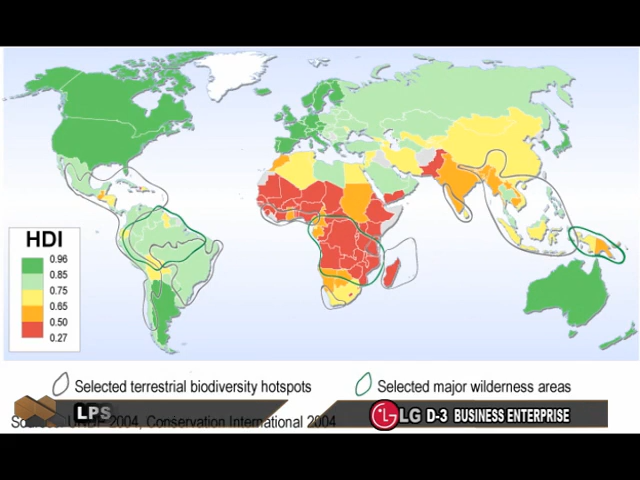 HDI
0.96
0.85
0.75
0.65
0.50
0.27
Selected terrestrial biodiversity hotspots
Selected major wilderness areas
LPS
LG D-3 BUSINESS ENTERPRISE
2004, Conservation International 2004